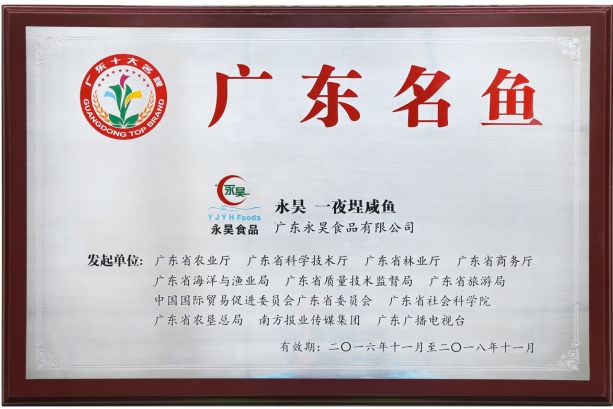 广东十大名牌
GUANGDONG TOP BRAND
广东名鱼
永昊
YJYH Foods
永昊食品
永昊 一夜埕咸鱼
广东永昊食品有限公司
发起单位: 广东省农业厅 广东省科学技术厅 广东省林业厅 广东省商务厅
广东省海洋与渔业局 广东省质量技术监督局 广东省旅游局
中国国际贸易促进委员会广东省委员会 广东省社会科学院
广东省农垦总局 南方报业传媒集团 广东广播电视台
有效期: 二〇一六年十一月至二〇一八年十一月